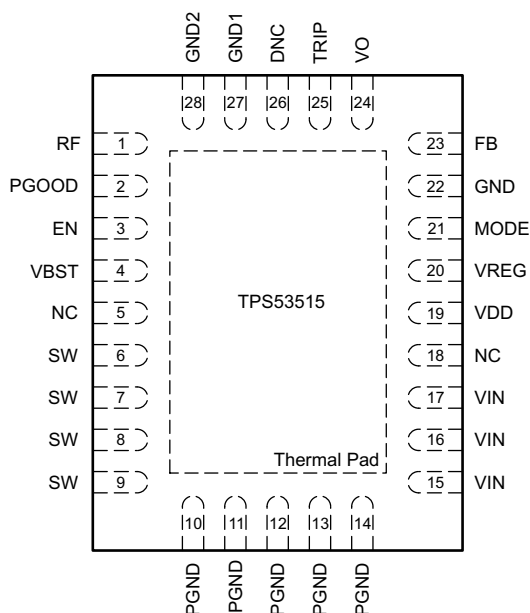 GND2 GND1 DNC TRIP VO
28 27 26 25 24
RF 1 23 FB
PGOOD 2 22 GND
EN 3 21 MODE
VBST 4 20 VREG
TPS53515
NC 5 19 VDD
SW 6 18 NC
SW 7 17 VIN
SW 8 16 VIN
Thermal Pad
SW 9 15 VIN
10 11 12 13 14
PGND PGND PGND PGND PGND